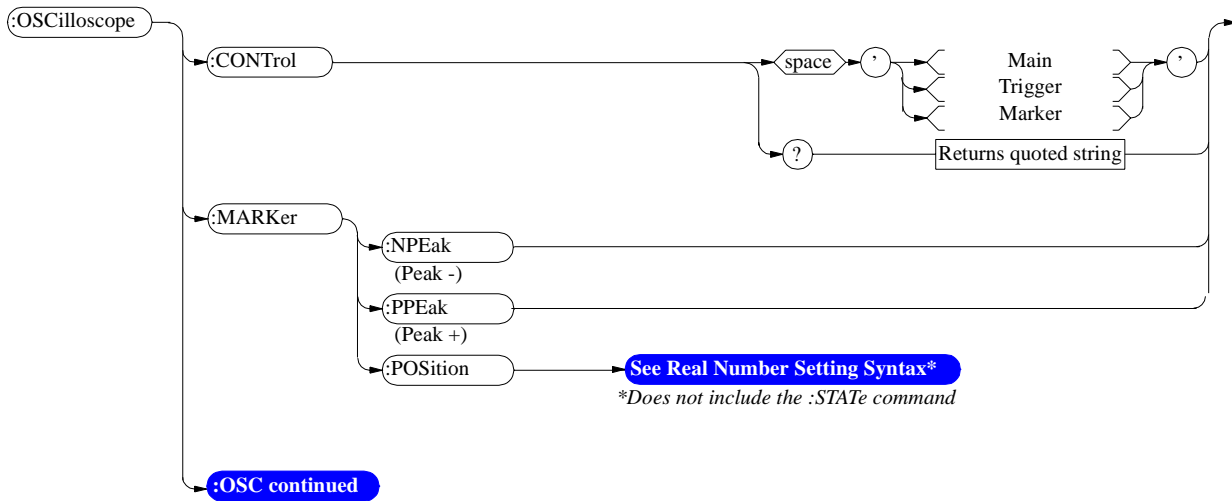 :OSCilloscope
:CONTrol
space
'
Main
Trigger
Marker
'
?
Returns quoted string
:MARKer
:NPEak
(Peak -)
:PPEak
(Peak +)
:POSition
See Real Number Setting Syntax*
*Does not include the :STATe command
:OSC continued